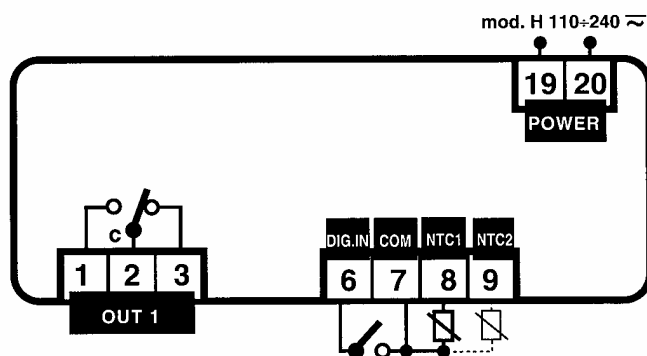 mod. H 110÷240 ⎓~
19 20
POWER
c
DIG.IN COM NTC1 NTC2
1 2 3
6 7 8 9
OUT 1